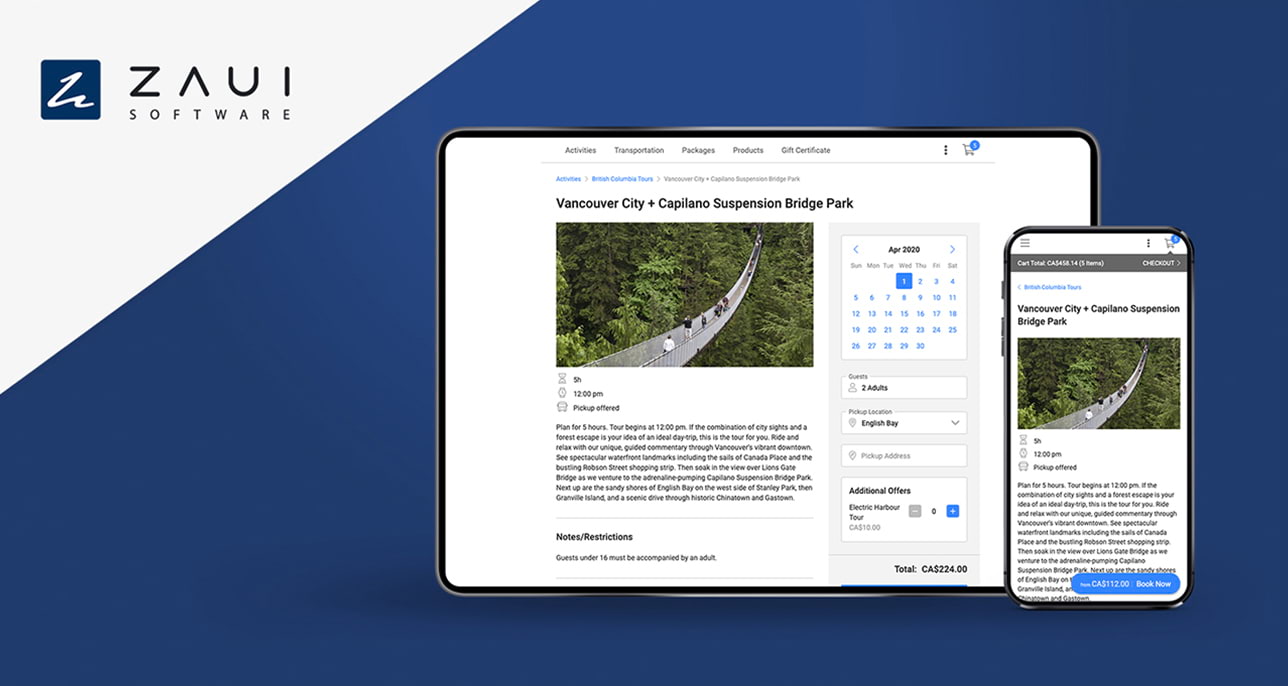 ZAUI
SOFTWARE
Activities Transportation Packages Products Gift Certificate
5
Activities > British Columbia Tours > Vancouver City + Capilano Suspension Bridge Park
Vancouver City + Capilano Suspension Bridge Park
5h
12:00 pm
Pickup offered
Plan for 5 hours. Tour begins at 12:00 pm. If the combination of city sights and a
forest escape is your idea of an ideal day-trip, this is the tour for you. Ride and
relax with our unique, guided commentary through Vancouver's vibrant downtown.
See spectacular waterfront landmarks including the sails of Canada Place and the
bustling Robson Street shopping strip. Then soak in the view over Lions Gate
Bridge as we venture to the adrenaline-pumping Capilano Suspension Bridge Park.
Next up are the sandy shores of English Bay on the west side of Stanley Park, then
Granville Island, and a scenic drive through historic Chinatown and Gastown.
Notes/Restrictions
Guests under 16 must be accompanied by an adult.
Apr 2020
Sun Mon Tue Wed Thu Fri Sat
1 2 3 4
5 6 7 8 9 10 11
12 13 14 15 16 17 18
19 20 21 22 23 24 25
26 27 28 29 30
Guests
2 Adults
Pickup Location
English Bay
Pickup Address
Additional Offers
Electric Harbour
Tour
CA$10.00
0
Total: CA$224.00
5
Cart Total: CA$458.14 (5 Items) CHECKOUT >
< British Columbia Tours
Vancouver City + Capilano Suspension
Bridge Park
5h
12:00 pm
Pickup offered
Plan for 5 hours. Tour begins at 12:00 pm. If the
combination of city sights and a forest escape is your
idea of an ideal day-trip, this is the tour for you. Ride
and relax with our unique, guided commentary through
Vancouver's vibrant downtown. See spectacular
waterfront landmarks including the sails of Canada
Place and the bustling Robson Street shopping strip.
Then soak in the view over Lions Gate Bridge as we
venture to the adrenaline-pumping Capilano
Suspension Bridge Park. Next up are the sandy shores
of English Bay on
Granville Island, an
Chinatown and Gastown.
from CA$112.00 Book Now